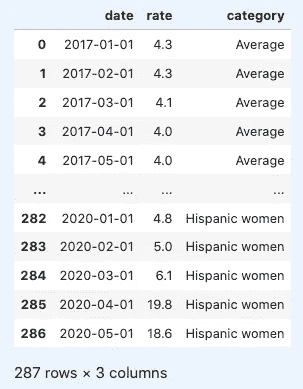 date rate category
0 2017-01-01 4.3 Average
1 2017-02-01 4.3 Average
2 2017-03-01 4.1 Average
3 2017-04-01 4.0 Average
4 2017-05-01 4.0 Average
... ... ... ...
282 2020-01-01 4.8 Hispanic women
283 2020-02-01 5.0 Hispanic women
284 2020-03-01 6.1 Hispanic women
285 2020-04-01 19.8 Hispanic women
286 2020-05-01 18.6 Hispanic women
287 rows × 3 columns